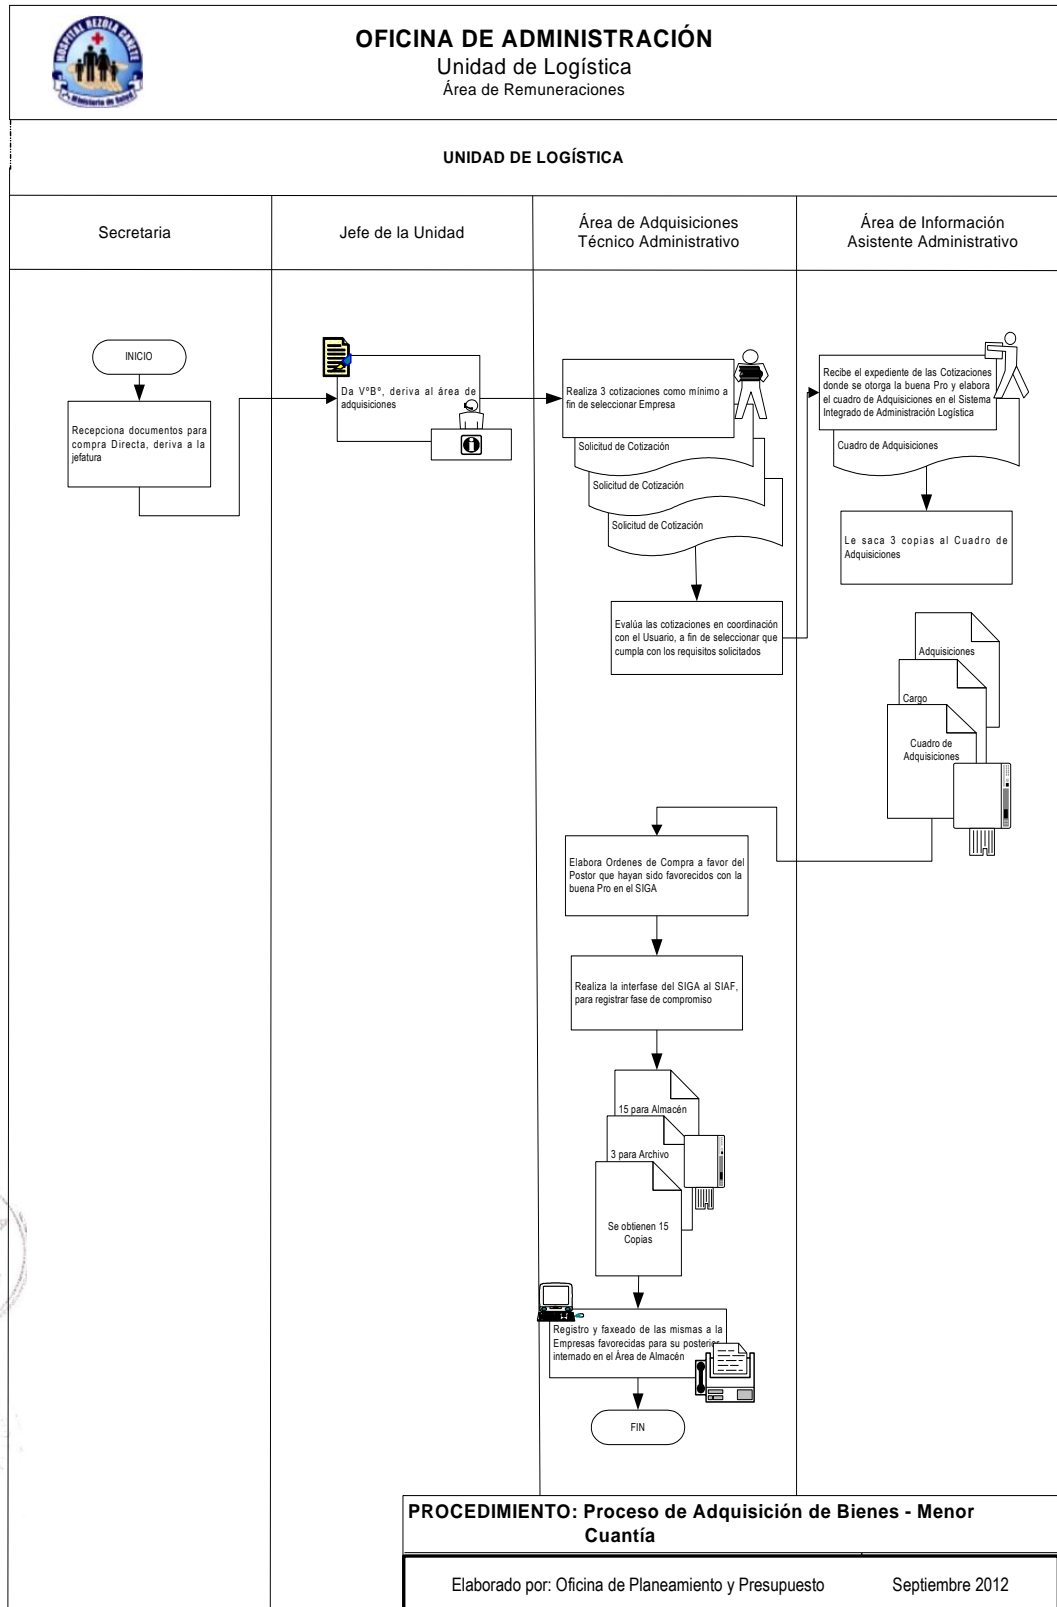 HOSPITAL REZOLA CAÑETE
Ministerio de Salud
OFICINA DE ADMINISTRACIÓN
Unidad de Logística
Área de Remuneraciones
UNIDAD DE LOGÍSTICA
Secretaria
Jefe de la Unidad
Área de Adquisiciones
Técnico Administrativo
Área de Información
Asistente Administrativo
INICIO
Recepciona documentos para
compra Directa, deriva a la
jefatura
Da VºBº, deriva al área de
adquisiciones
Realiza 3 cotizaciones como mínimo a
fin de seleccionar Empresa
Solicitud de Cotización
Solicitud de Cotización
Solicitud de Cotización
Evalúa las cotizaciones en coordinación
con el Usuario, a fin de seleccionar que
cumpla con los requisitos solicitados
Recibe el expediente de las Cotizaciones
donde se otorga la buena Pro y elabora
el cuadro de Adquisiciones en el Sistema
Integrado de Administración Logística
Cuadro de Adquisiciones
Le saca 3 copias al Cuadro de
Adquisiciones
Adquisiciones
Cargo
Cuadro de
Adquisiciones
Elabora Ordenes de Compra a favor del
Postor que hayan sido favorecidos con la
buena Pro en el SIGA
Realiza la interfase del SIGA al SIAF,
para registrar fase de compromiso
15 para Almacén
3 para Archivo
Se obtienen 15
Copias
Registro y faxeado de las mismas a la
Empresas favorecidas para su posterior
internado en el Área de Almacén
FIN
PROCEDIMIENTO: Proceso de Adquisición de Bienes - Menor
Cuantía
Elaborado por: Oficina de Planeamiento y Presupuesto Septiembre 2012